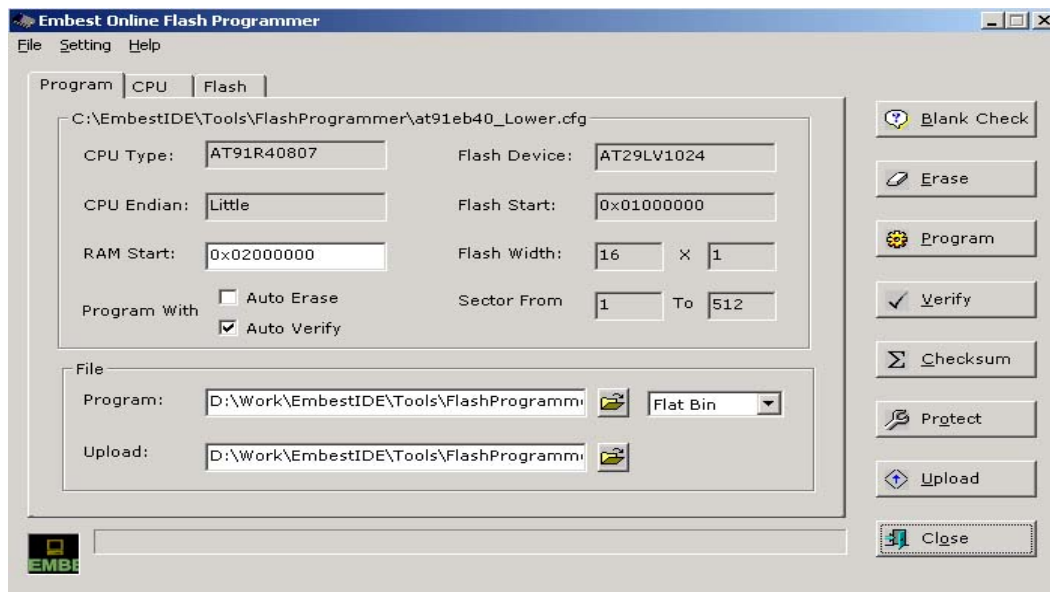 Embest Online Flash Programmer
File Setting Help
Program CPU Flash
C:\EmbestIDE\Tools\FlashProgrammer\at91eb40_Lower.cfg
CPU Type: AT91R40807 Flash Device: AT29LV1024
CPU Endian: Little Flash Start: 0x01000000
RAM Start: 0x02000000 Flash Width: 16 X 1
Program With Auto Erase Sector From 1 To 512
Auto Verify
File
Program: D:\Work\EmbestIDE\Tools\FlashProgramm Flat Bin
Upload: D:\Work\EmbestIDE\Tools\FlashProgramm
Blank Check
Erase
Program
Verify
Checksum
Protect
Upload
Close
EMBE